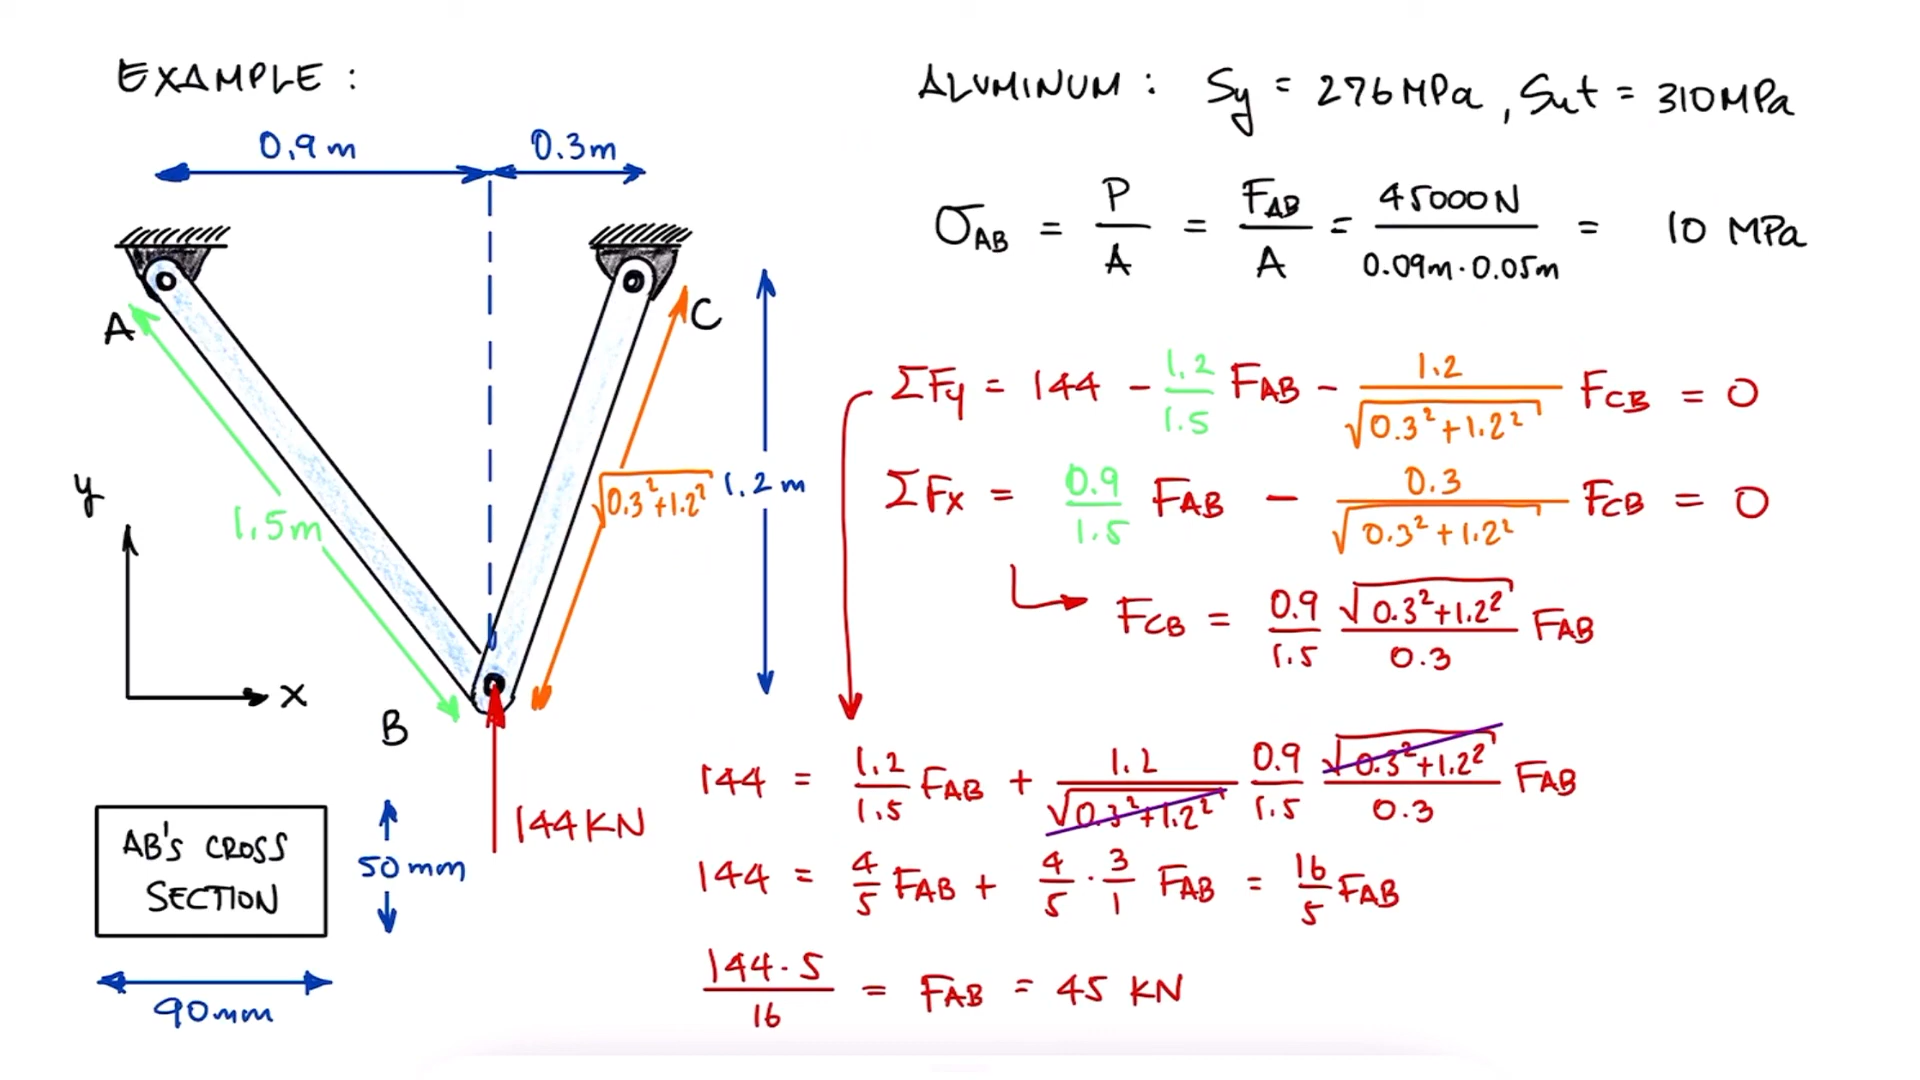 EXAMPLE :
0.9 m
0.3 m
A
C
1.5 m
√(0.3²+1.2²)
1.2 m
y
x
B
144 KN
AB'S CROSS
SECTION
50 mm
90 mm
ALUMINUM : Sy = 276 MPa , Sut = 310 MPa
σAB = P/A = FAB/A = 45000N/(0.09m·0.05m) = 10 MPa
ΣFy = 144 - 1.2/1.5 FAB - 1.2/√(0.3²+1.2²) FCB = 0
ΣFx = 0.9/1.5 FAB - 0.3/√(0.3²+1.2²) FCB = 0
FCB = 0.9/1.5 √(0.3²+1.2²)/0.3 FAB
144 = 1.2/1.5 FAB + 1.2/√(0.3²+1.2²) 0.9/1.5 √(0.3²+1.2²)/0.3 FAB
144 = 4/5 FAB + 4/5 · 3/1 FAB = 16/5 FAB
144·5/16 = FAB = 45 KN